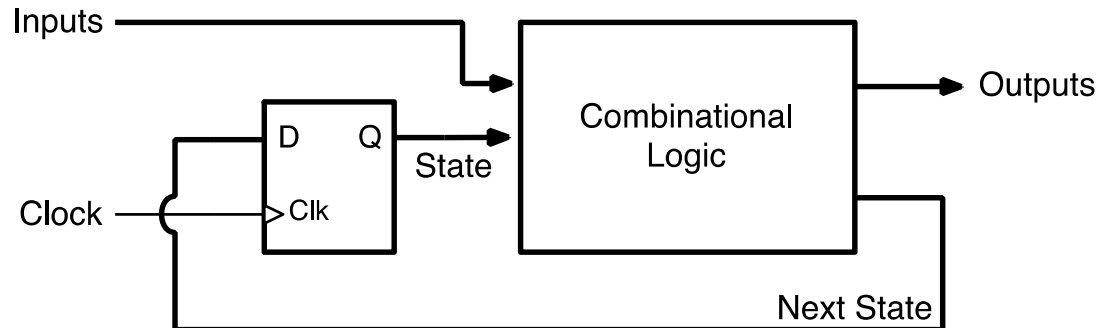 Inputs
Outputs
Combinational
Logic
D
Q
State
Clock
Clk
Next State